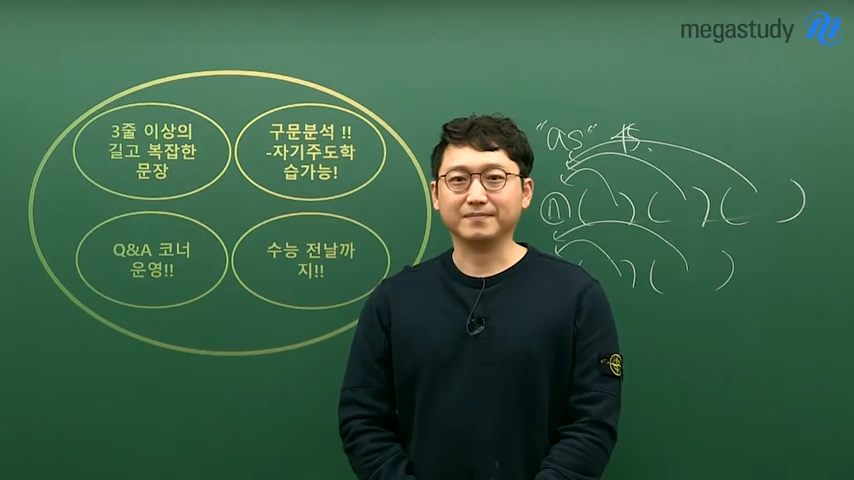 megastudy
3줄 이상의
길고 복잡한
문장
구문분석 !!
-자기주도학
습가능!
Q&A 코너
운영!!
수능 전날까
지!!
"as"
n ( ) ( ) ( )
( ) ( )